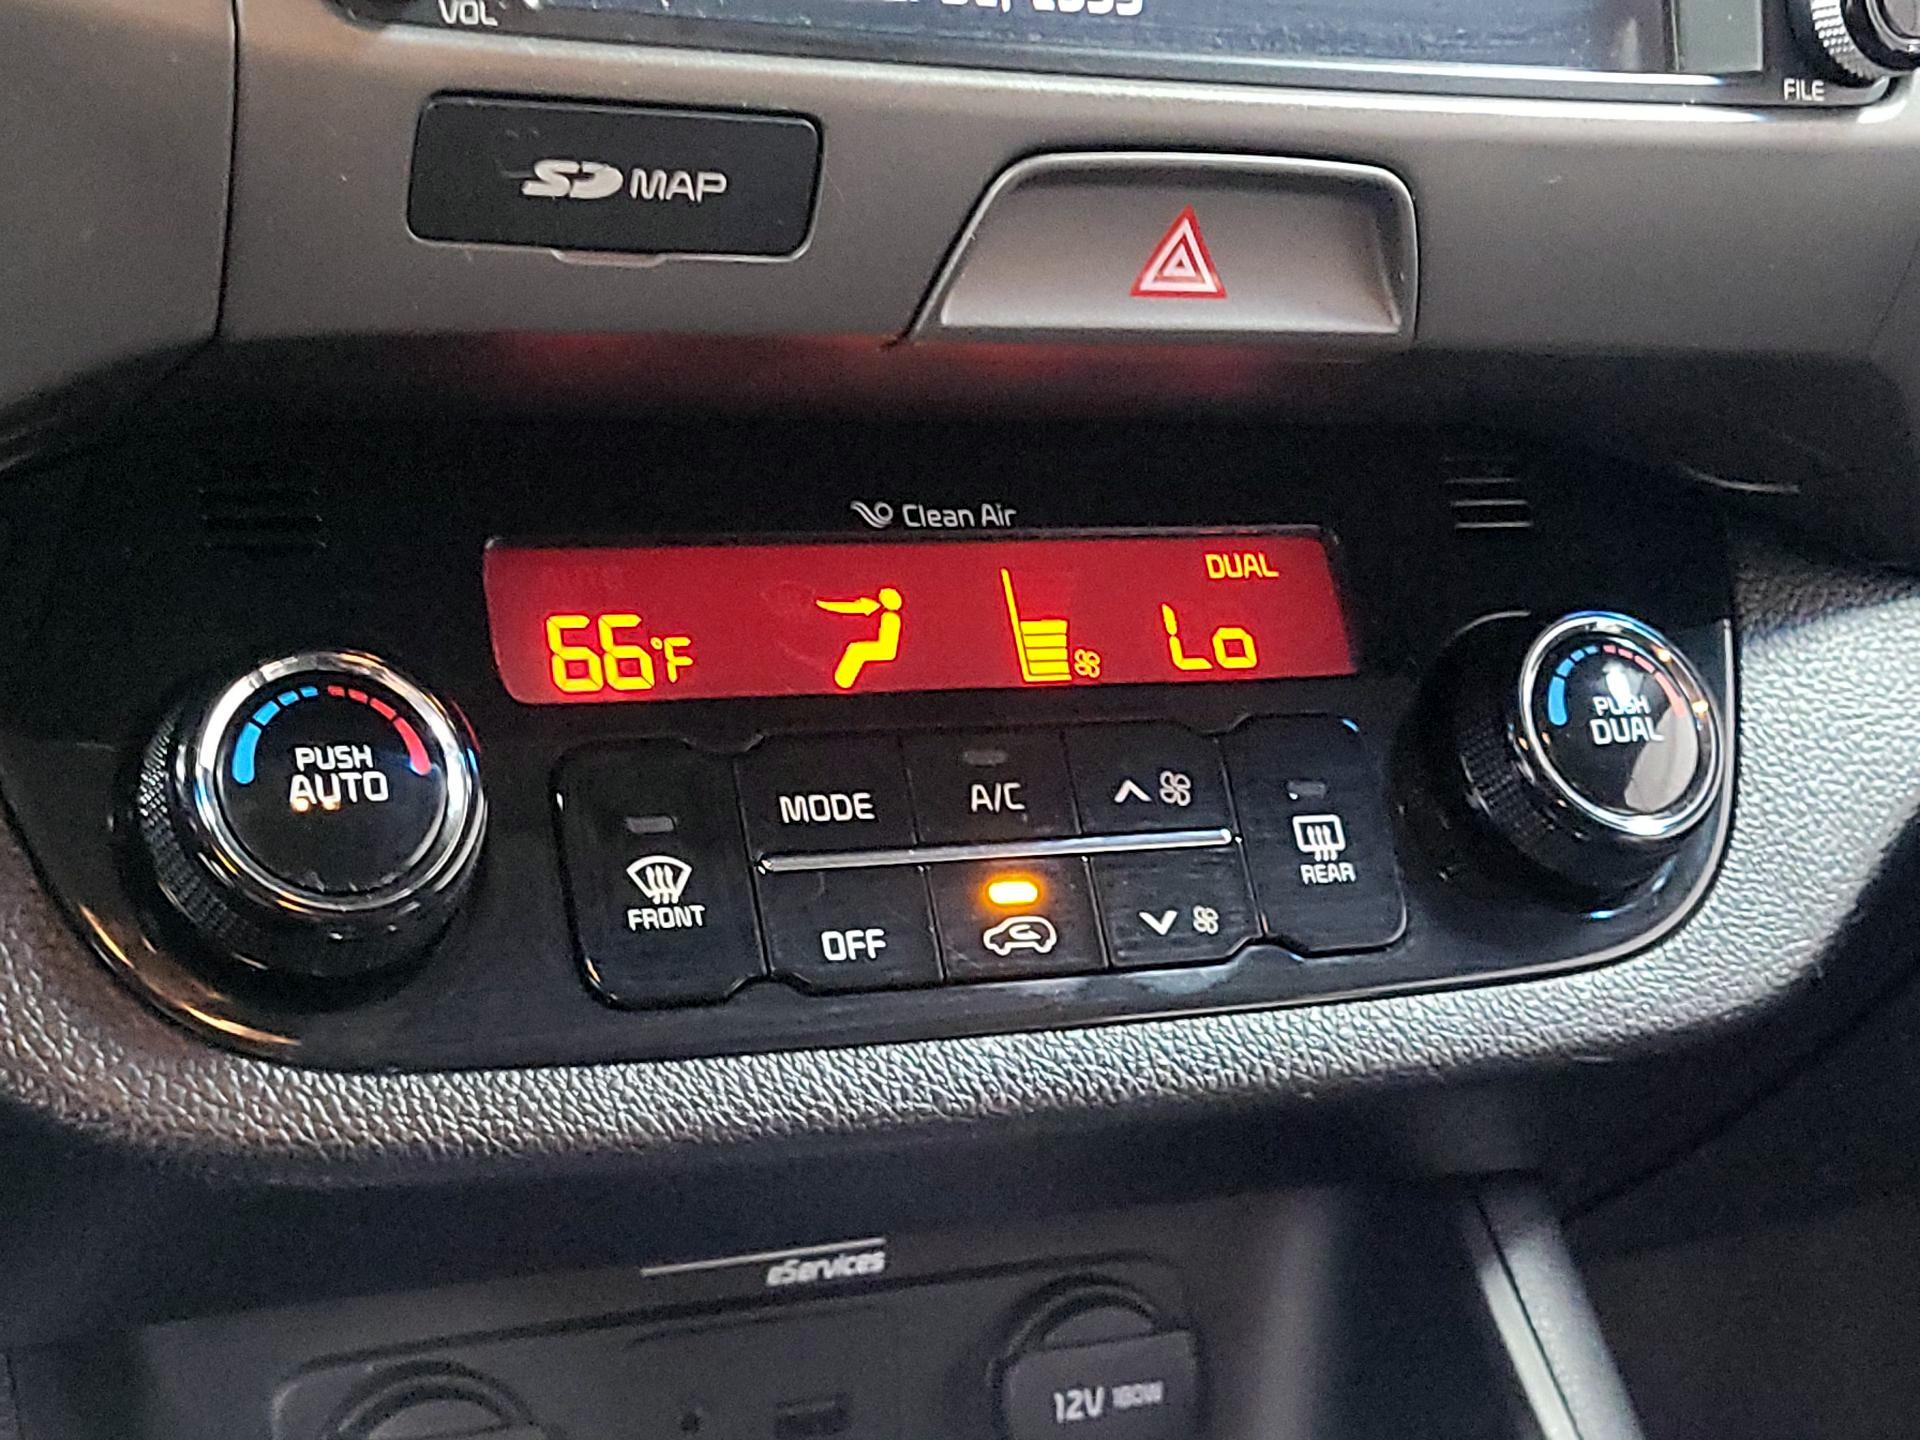 VOL
FILE
SD MAP
Clean Air
DUAL
66°F
Lo
PUSH
AUTO
PUSH
DUAL
MODE
A/C
FRONT
REAR
OFF
eServices
12V 180W